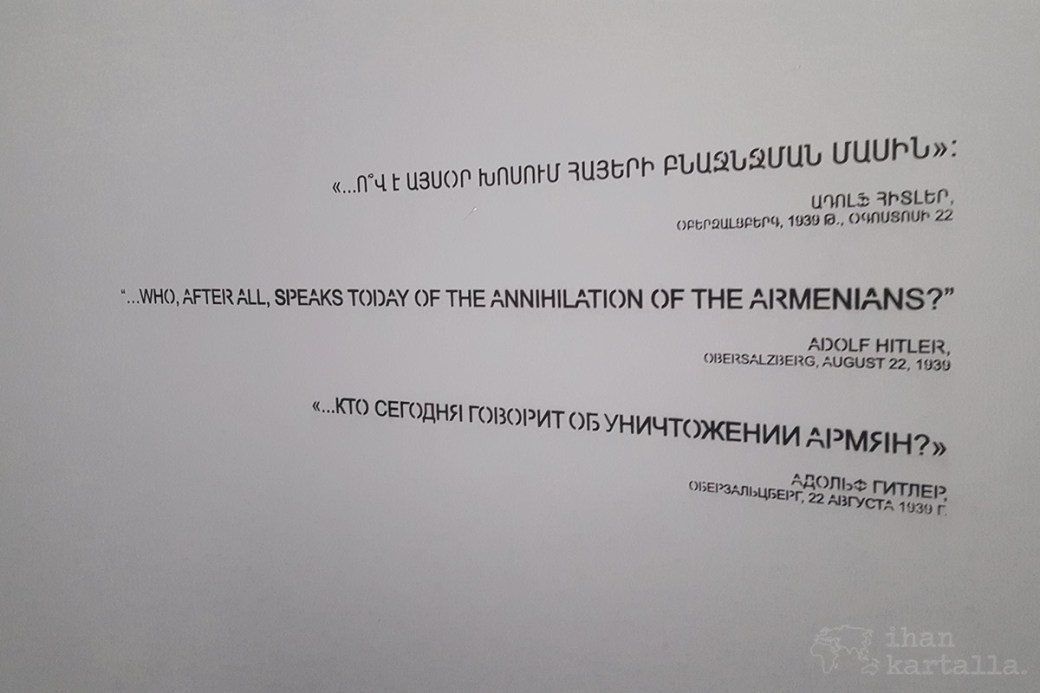 «...Ո՞Վ Է ԱՅՍՕՐ ԽՈՍՈՒՄ ՀԱՅԵՐԻ ԲՆԱՋՆՋՄԱՆ ՄԱՍԻՆ»:
ԱԴՈԼՖ ՀԻՏԼԵՐ,
ՕԲԵՐԶԱԼՑԲԵՐԳ, 1939 Թ., ՕԳՈՍՏՈՍԻ 22
“...WHO, AFTER ALL, SPEAKS TODAY OF THE ANNIHILATION OF THE ARMENIANS?”
ADOLF HITLER,
OBERSALZBERG, AUGUST 22, 1939
«...КТО СЕГОДНЯ ГОВОРИТ ОБ УНИЧТОЖЕНИИ АРМЯН?»
АДОЛЬФ ГИТЛЕР,
ОБЕРЗАЛЬЦБЕРГ, 22 АВГУСТА 1939 Г.
ihan
kartalla.